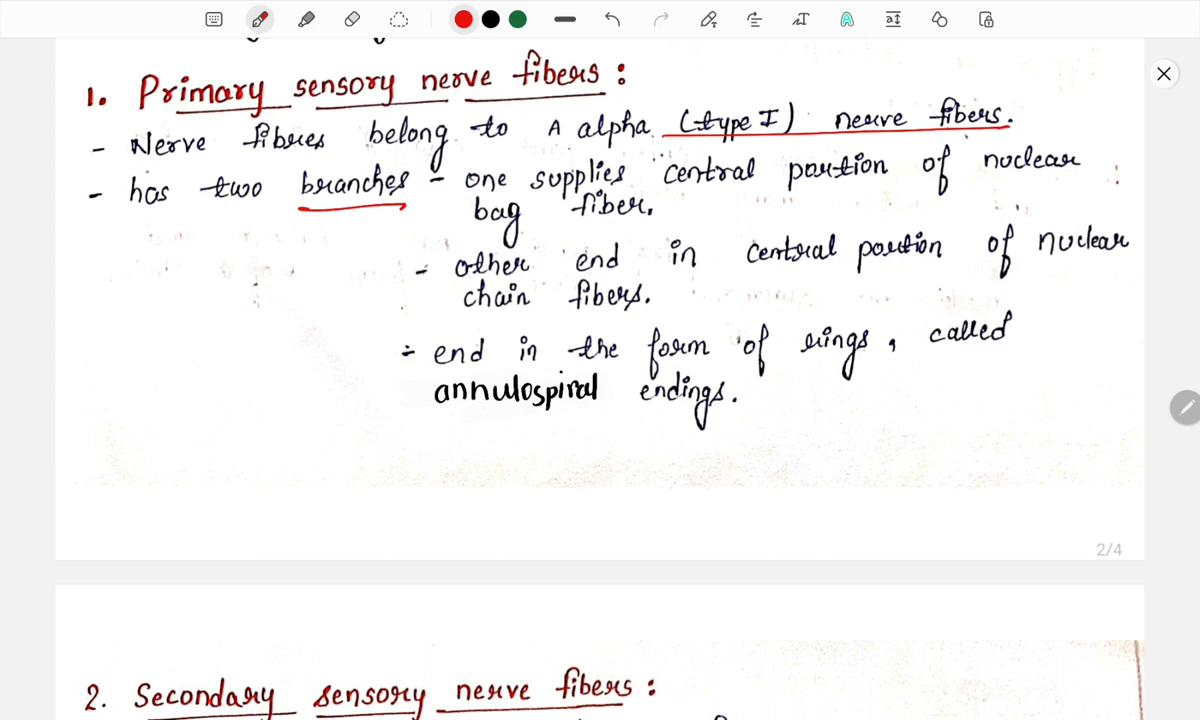 1. Primary sensory nerve fibers :
- Nerve fibres belong to A alpha (type I) nerve fibers.
- has two branches - one supplies central portion of nuclear
bag fiber.
- other end in central portion of nuclear
chain fibers.
- end in the form of rings, called
annulospiral endings.
2/4
2. Secondary sensory nerve fibers :